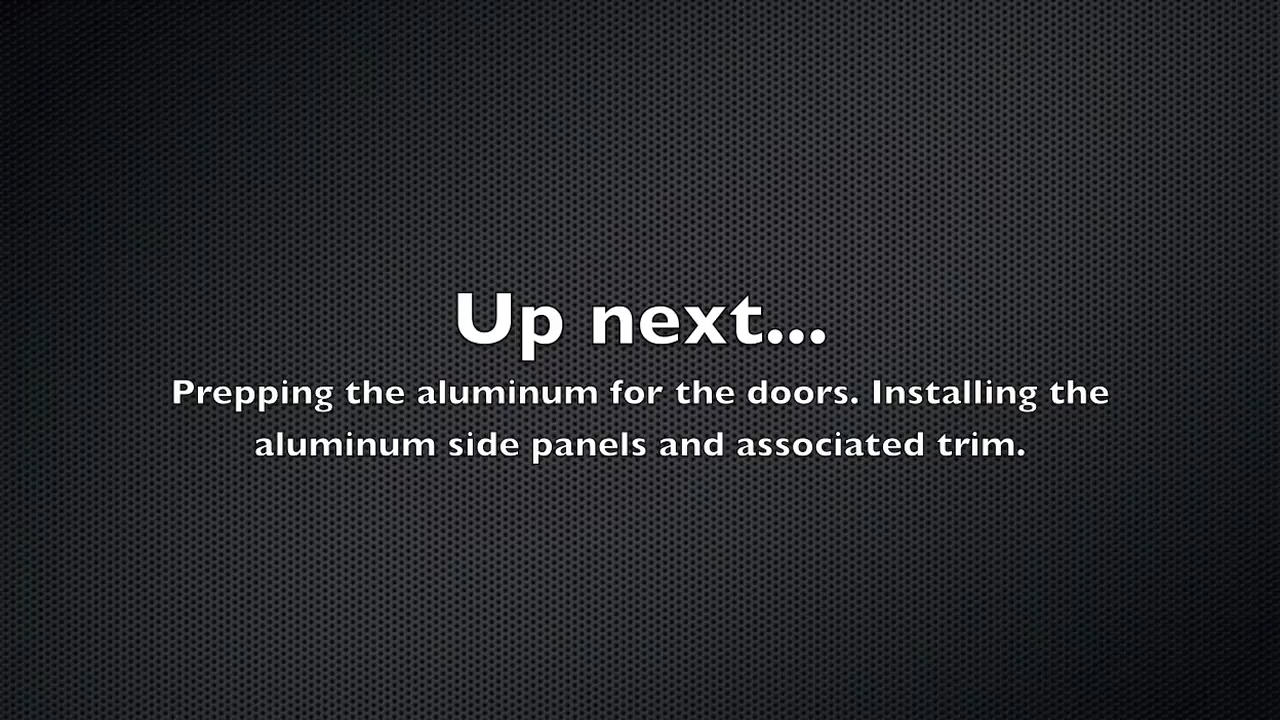 Up next...
Prepping the aluminum for the doors. Installing the
aluminum side panels and associated trim.